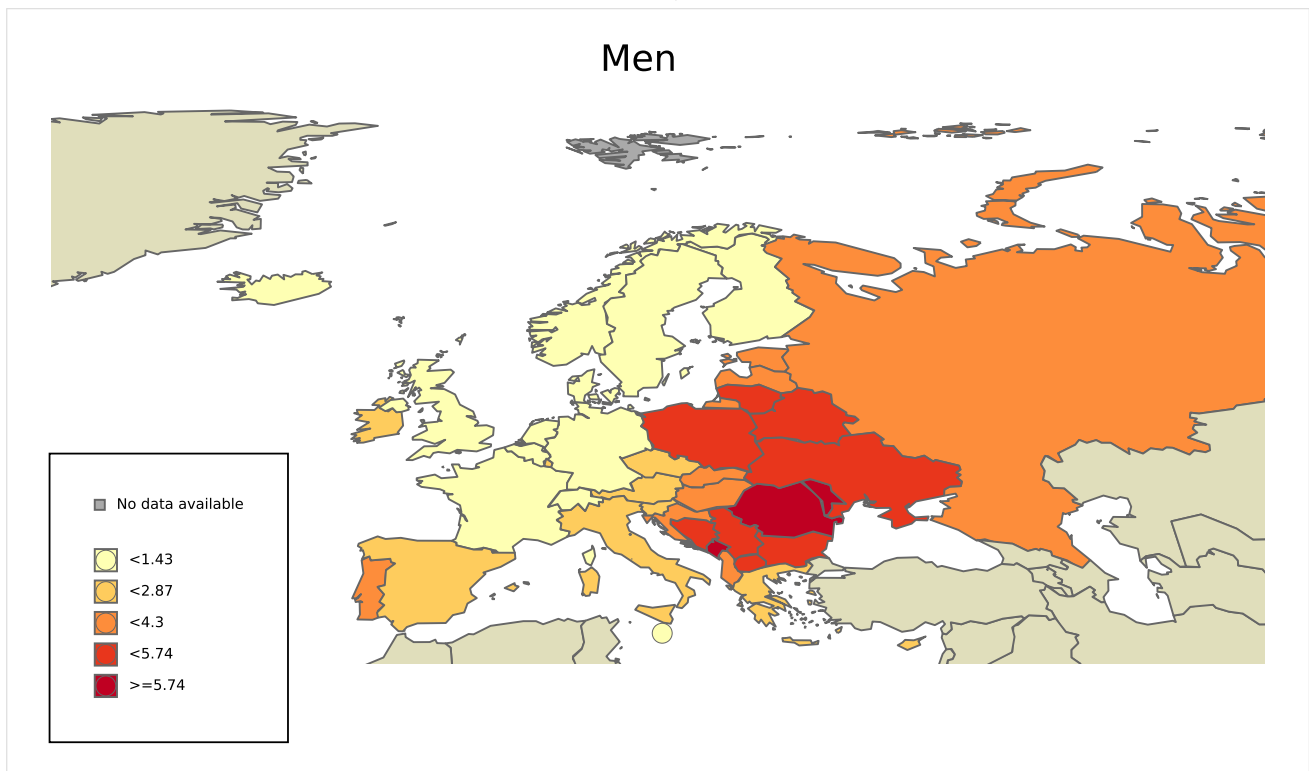 Men
No data available
<1.43
<2.87
<4.3
<5.74
>=5.74